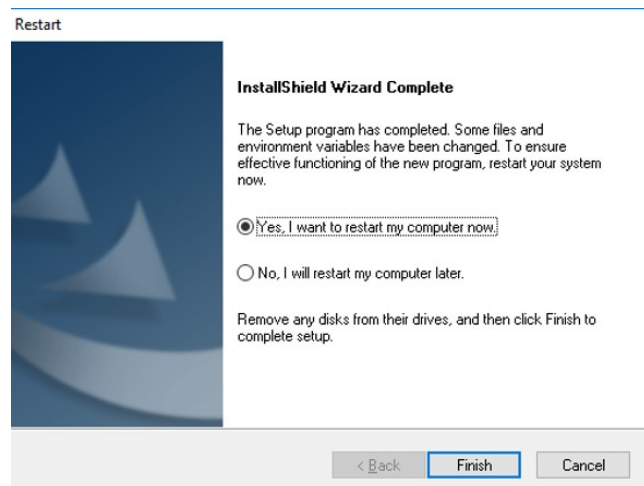 Restart
InstallShield Wizard Complete
The Setup program has completed. Some files and
environment variables have been changed. To ensure
effective functioning of the new program, restart your system
now.
Yes, I want to restart my computer now.
No, I will restart my computer later.
Remove any disks from their drives, and then click Finish to
complete setup.
< Back Finish Cancel